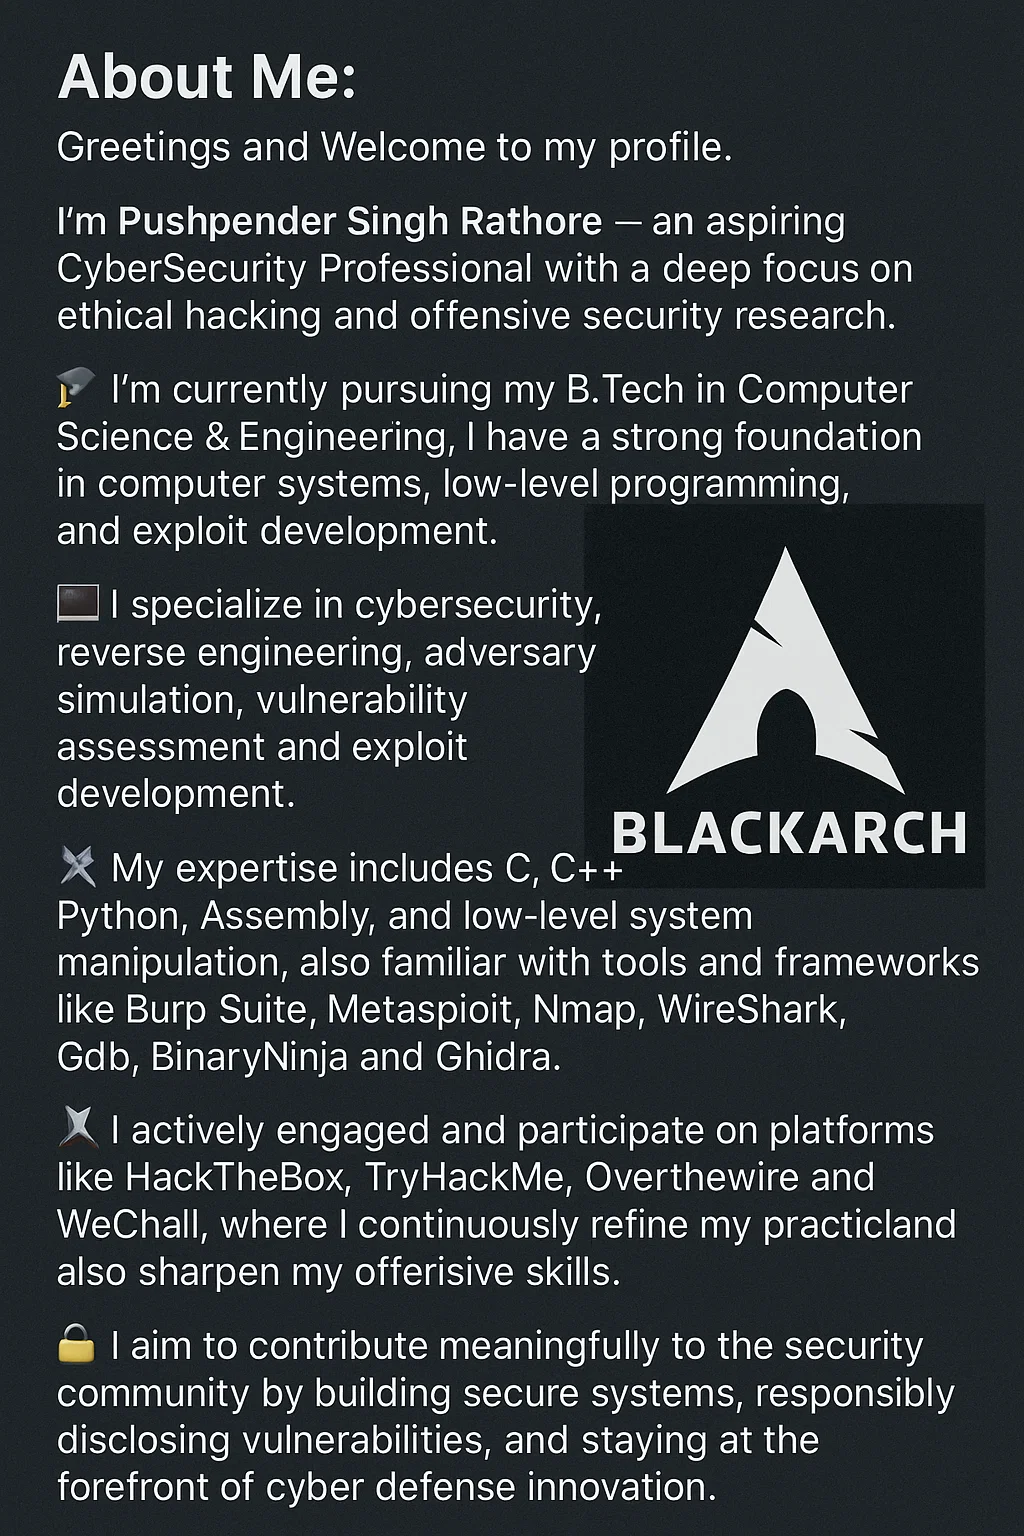 About Me:
Greetings and Welcome to my profile.
I'm Pushpender Singh Rathore — an aspiring
CyberSecurity Professional with a deep focus on
ethical hacking and offensive security research.
I'm currently pursuing my B.Tech in Computer
Science & Engineering, I have a strong foundation
in computer systems, low-level programming,
and exploit development.
I specialize in cybersecurity,
reverse engineering, adversary
simulation, vulnerability
assessment and exploit
development.
BLACKARCH
My expertise includes C, C++
Python, Assembly, and low-level system
manipulation, also familiar with tools and frameworks
like Burp Suite, Metaspioit, Nmap, WireShark,
Gdb, BinaryNinja and Ghidra.
I actively engaged and participate on platforms
like HackTheBox, TryHackMe, Overthewire and
WeChall, where I continuously refine my practicland
also sharpen my offerisive skills.
I aim to contribute meaningfully to the security
community by building secure systems, responsibly
disclosing vulnerabilities, and staying at the
forefront of cyber defense innovation.